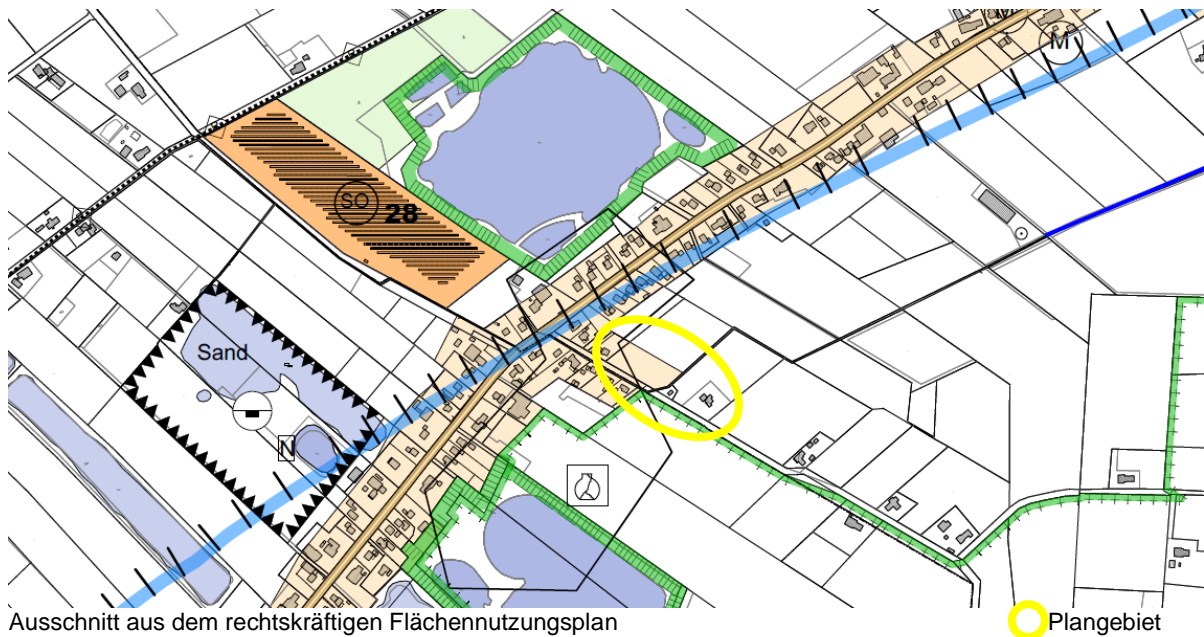 M
M
SO 28
Sand
N
Ausschnitt aus dem rechtskräftigen Flächennutzungsplan
Plangebiet